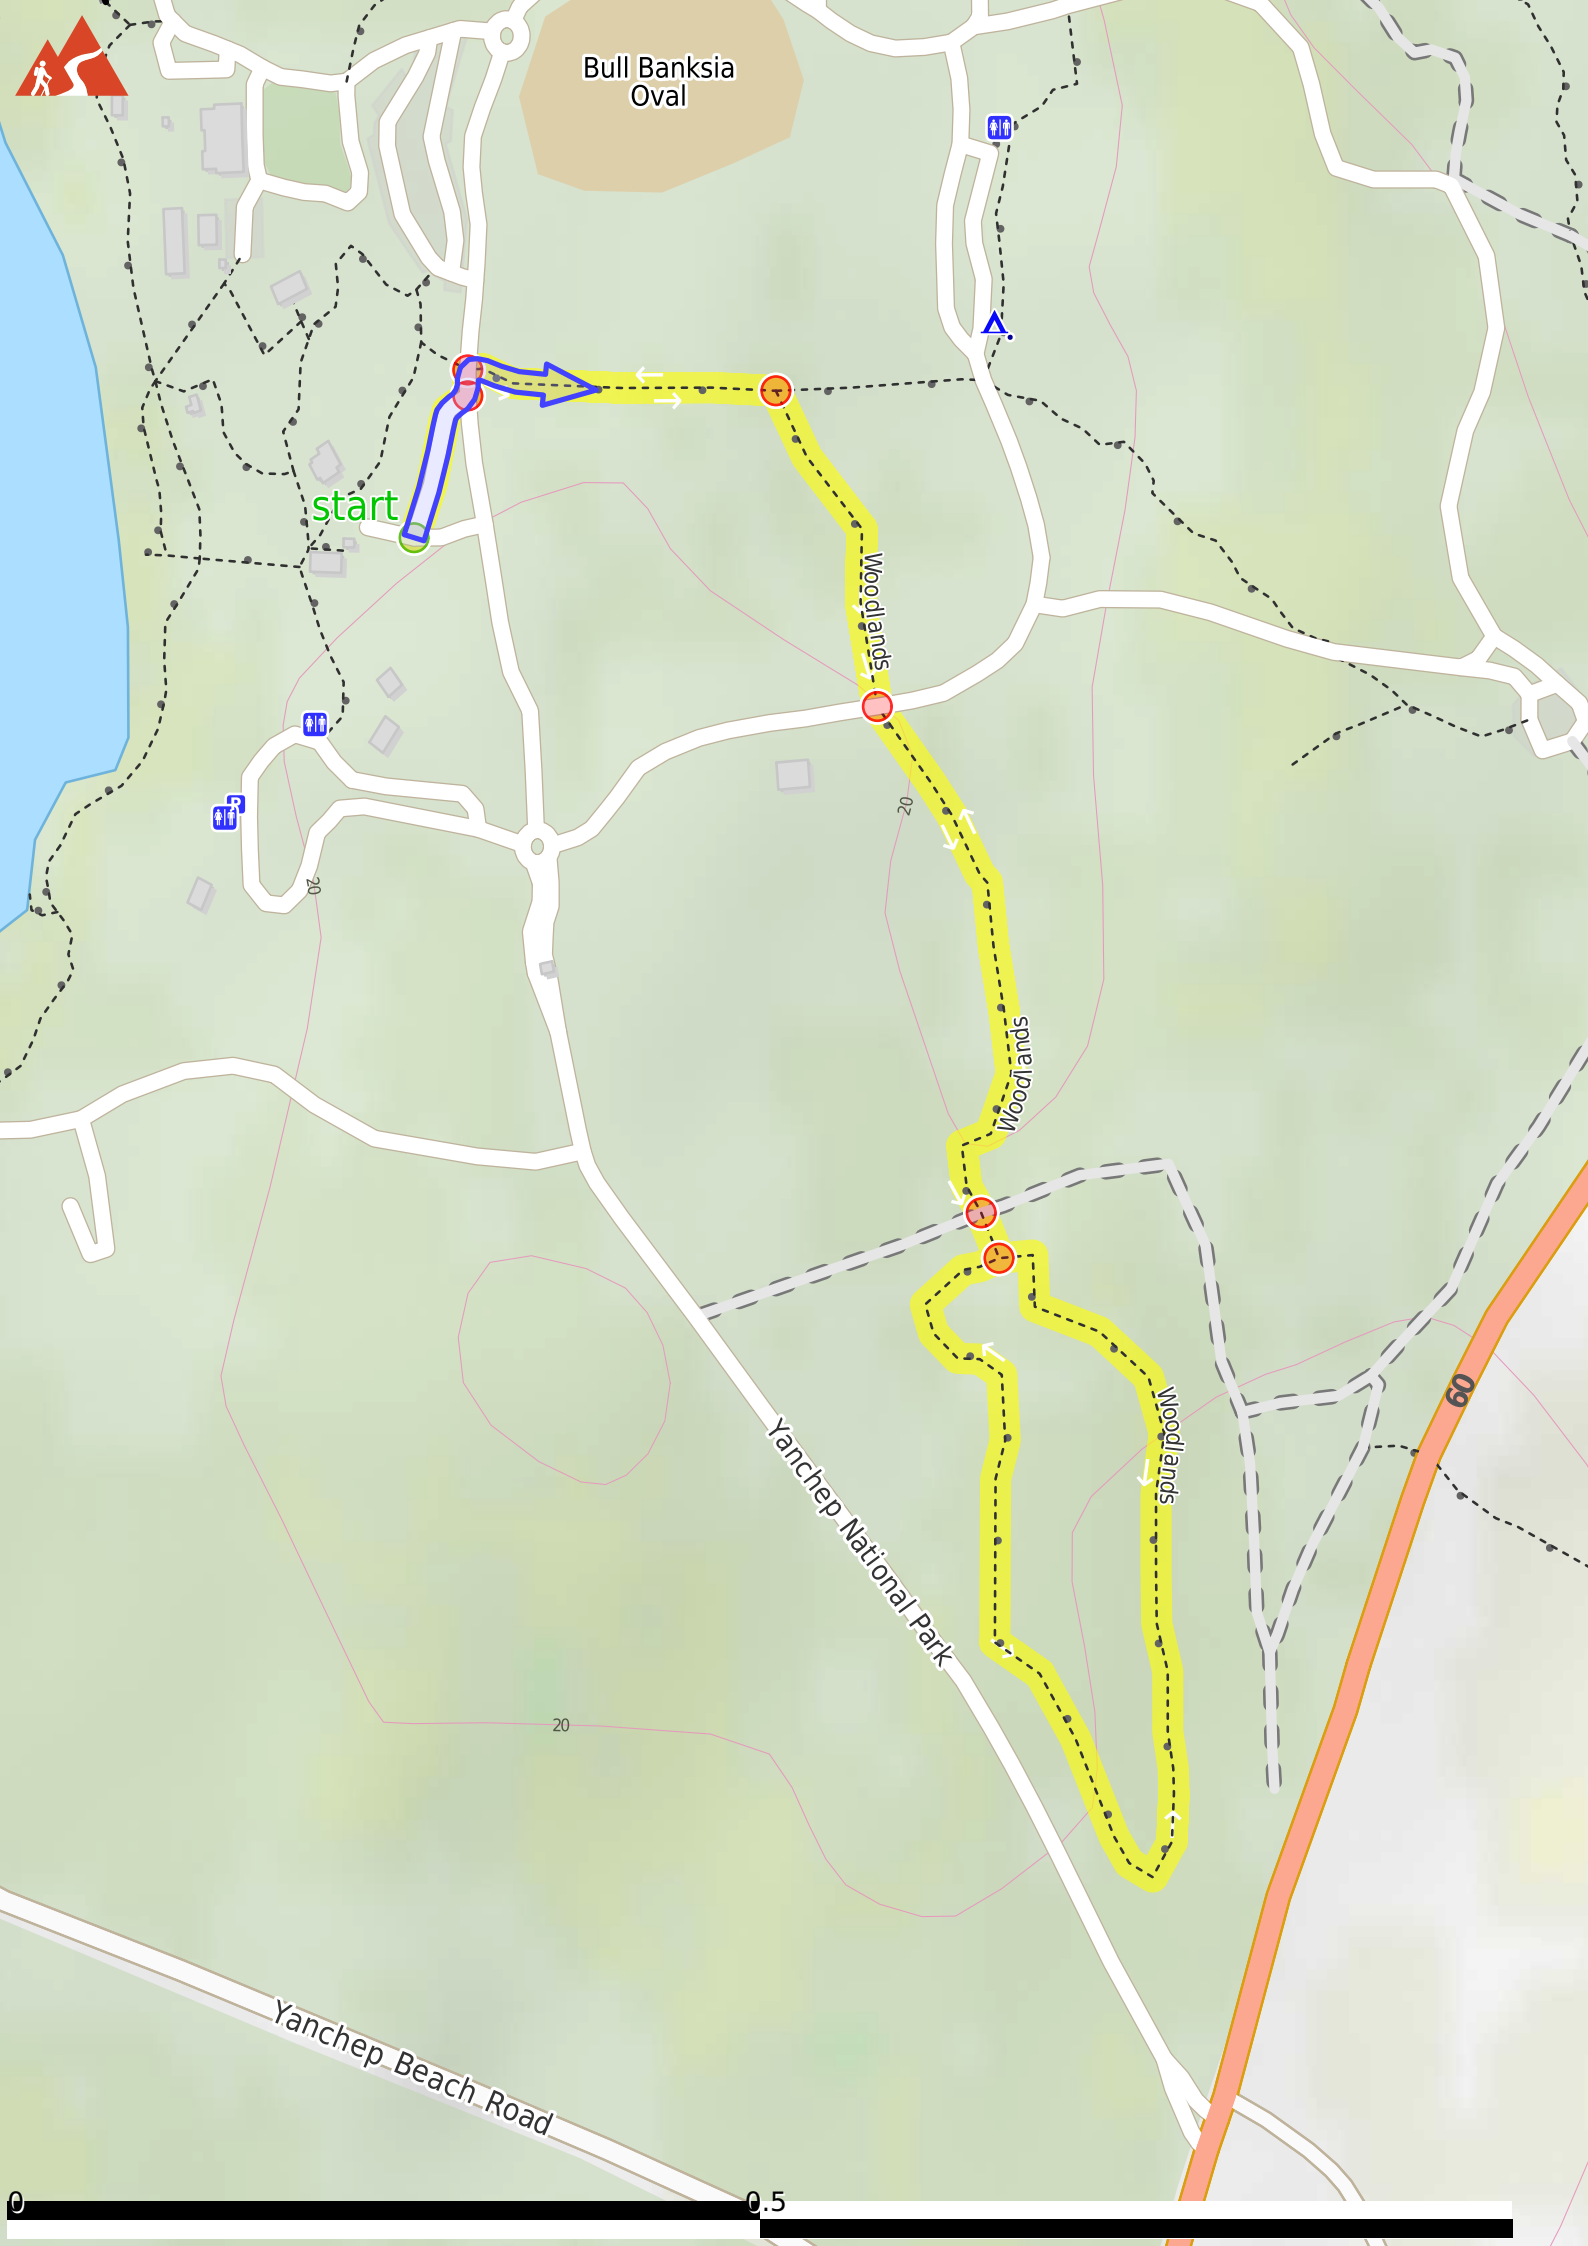 Bull Banksia
Oval
start
Woodlands
P
20
20
Woodlands
60
Woodlands
Yanchep National Park
20
Yanchep Beach Road
0
0.5